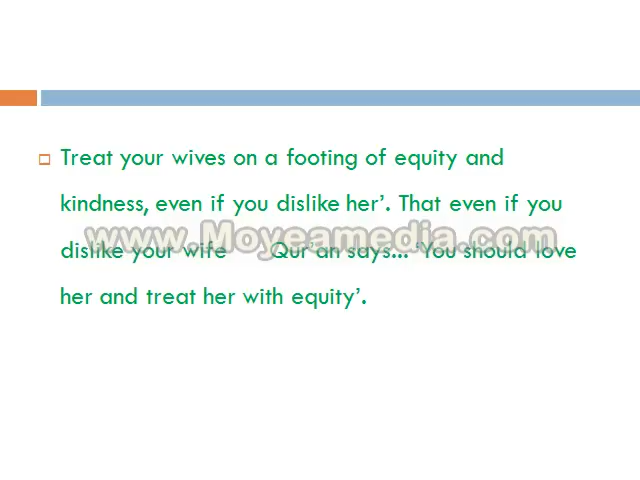 Treat your wives on a footing of equity and
kindness, even if you dislike her’. That even if you
www.Moyeamedia.com
dislike your wife Qur’an says... ‘You should love
her and treat her with equity’.